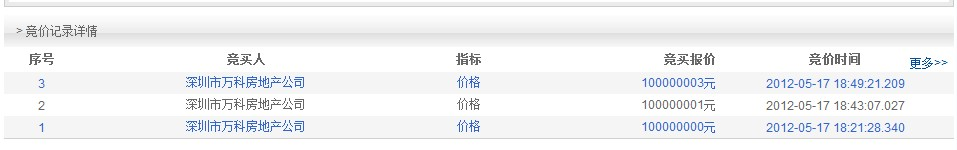 > 竞价记录详情
序号 竞买人 指标 竞买报价 竞价时间 更多>>
3 深圳市万科房地产公司 价格 100000003元 2012-05-17 18:49:21.209
2 深圳市万科房地产公司 价格 100000001元 2012-05-17 18:43:07.027
1 深圳市万科房地产公司 价格 100000000元 2012-05-17 18:21:28.340